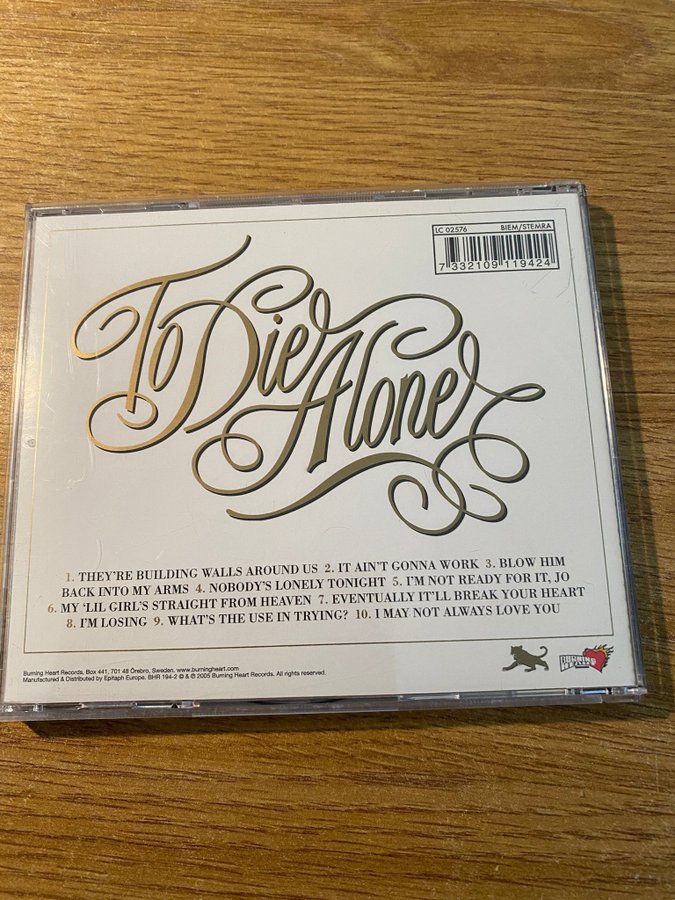 LC 02576 BIEM/STEMRA
7 332109 119424
To Die Alone
1. THEY'RE BUILDING WALLS AROUND US 2. IT AIN'T GONNA WORK 3. BLOW HIM
BACK INTO MY ARMS 4. NOBODY'S LONELY TONIGHT 5. I'M NOT READY FOR IT, JO
6. MY 'LIL GIRL'S STRAIGHT FROM HEAVEN 7. EVENTUALLY IT'LL BREAK YOUR HEART
8. I'M LOSING 9. WHAT'S THE USE IN TRYING? 10. I MAY NOT ALWAYS LOVE YOU
Burning Heart Records, Box 441, 701 48 Örebro, Sweden. www.burningheart.com
Manufactured & Distributed by Epitaph Europe. BHR 194-2 © & ℗ 2005 Burning Heart Records. All rights reserved.
BURNING
HEART